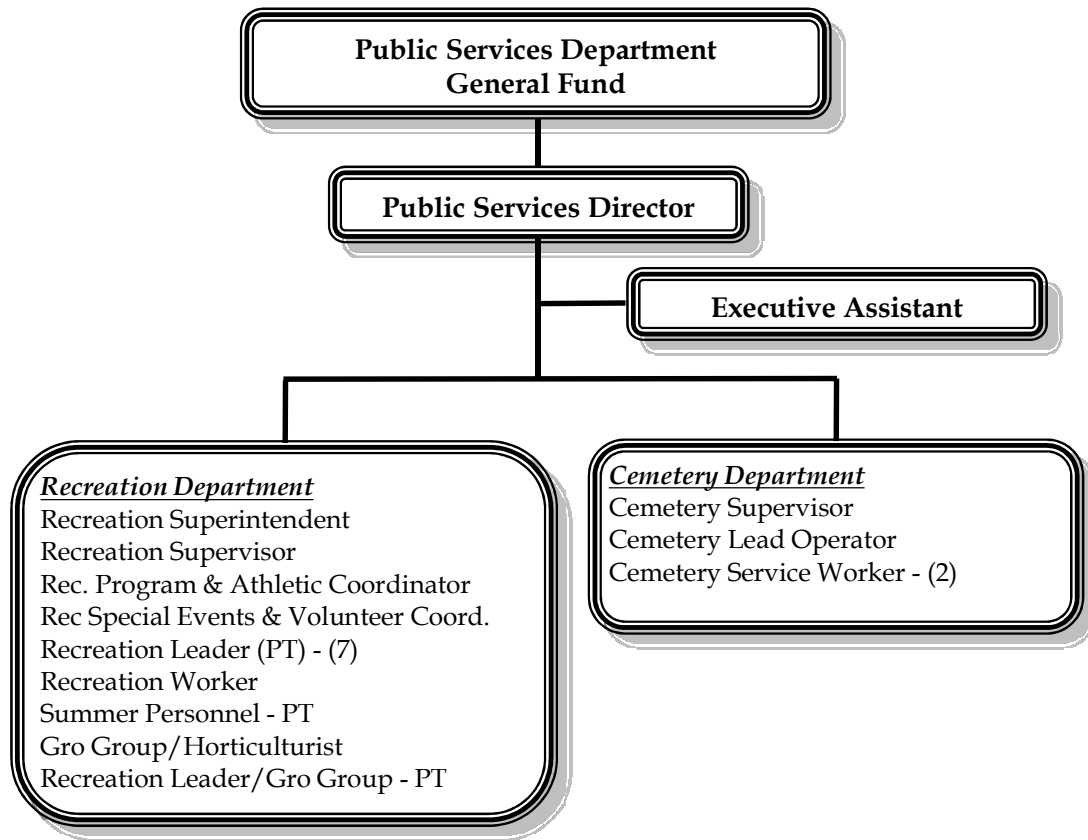 Public Services Department
General Fund
Public Services Director
Executive Assistant
Recreation Department
Recreation Superintendent
Recreation Supervisor
Rec. Program & Athletic Coordinator
Rec Special Events & Volunteer Coord.
Recreation Leader (PT) - (7)
Recreation Worker
Summer Personnel - PT
Gro Group/Horticulturist
Recreation Leader/Gro Group - PT
Cemetery Department
Cemetery Supervisor
Cemetery Lead Operator
Cemetery Service Worker - (2)